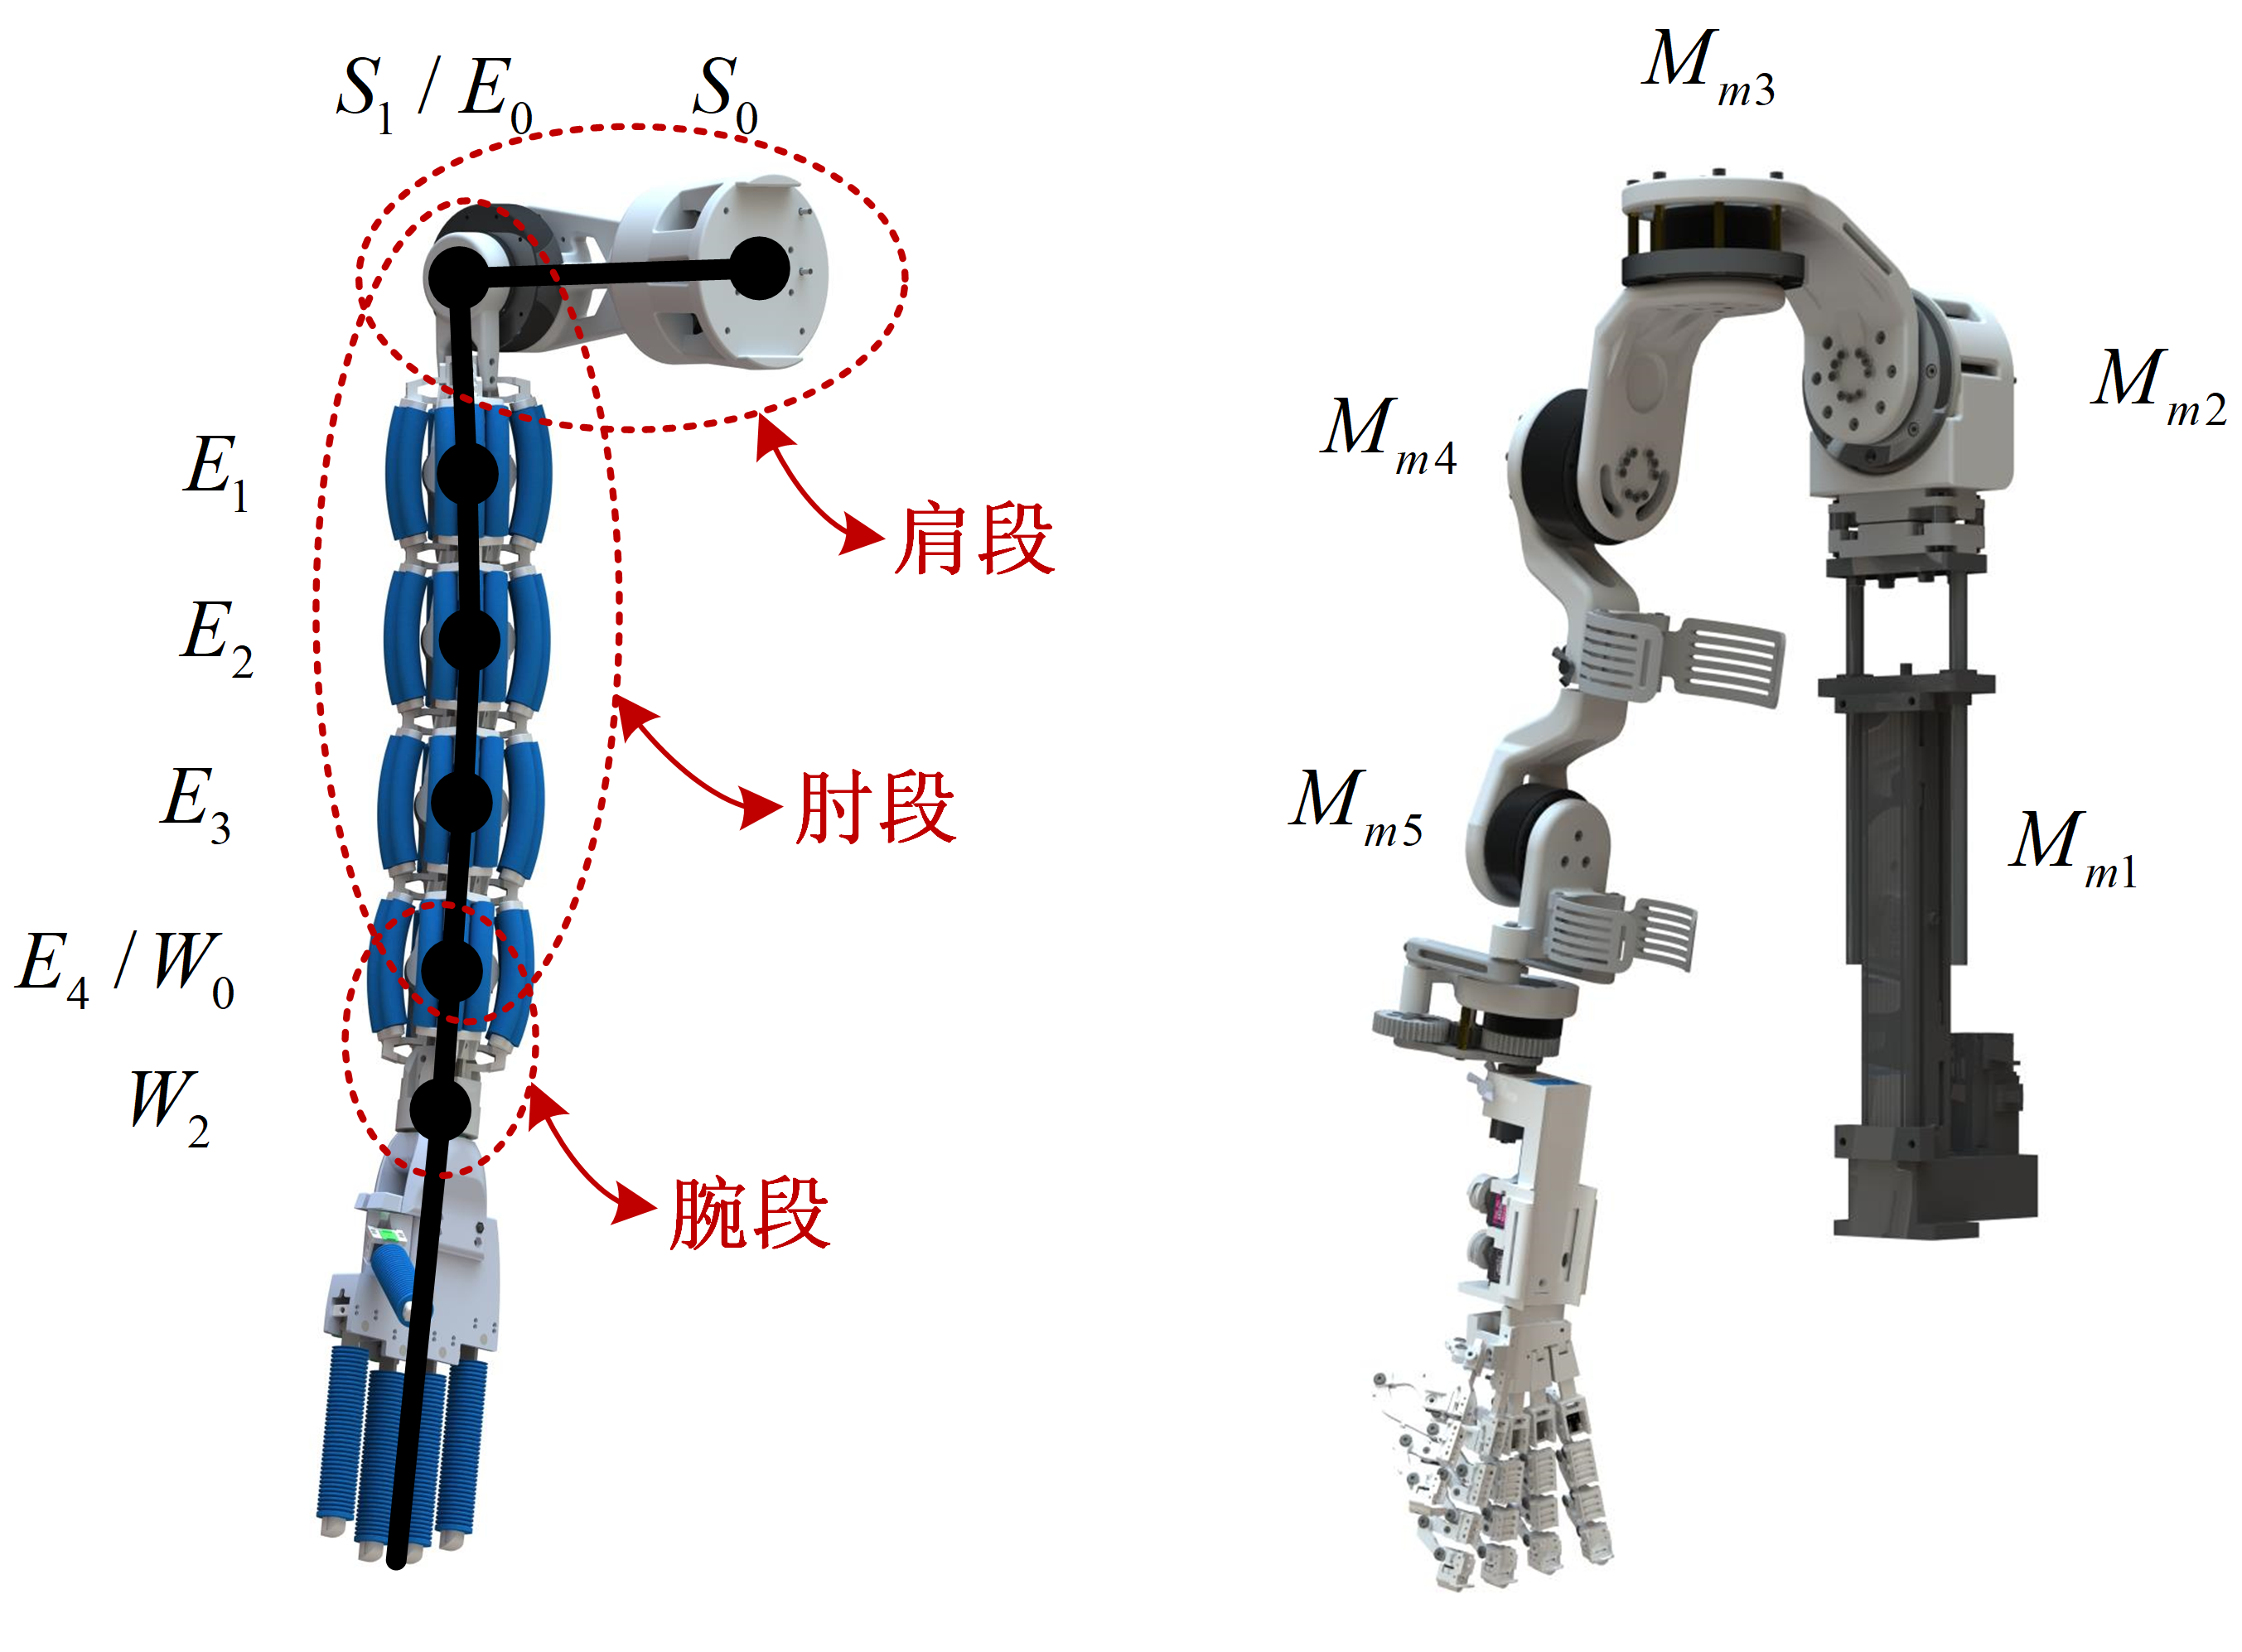 S₁ / E₀
S₀
E₁
E₂
E₃
E₄ / W₀
W₂
肩段
肘段
腕段
Mₘ₃
Mₘ₂
Mₘ₄
Mₘ₅
Mₘ₁